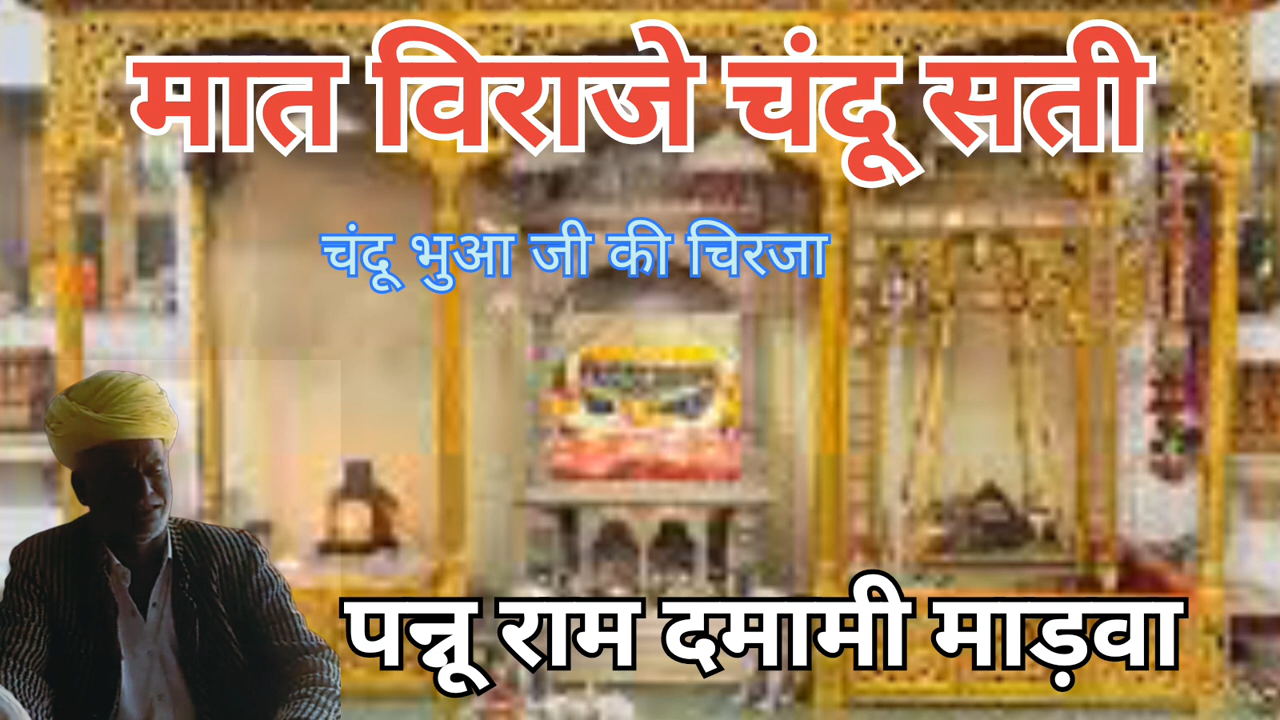 मात विराजे चंदू सती
चंदू भुआ जी की चिरजा
पन्नू राम दमामी माड़वा